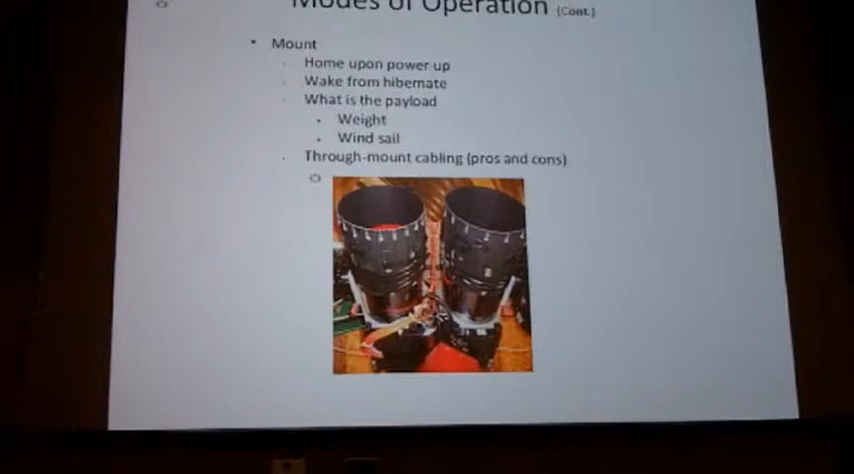 Modes of Operation (Cont.)
Mount
Home upon power up
Wake from hibernate
What is the payload
Weight
Wind sail
Through-mount cabling (pros and cons)